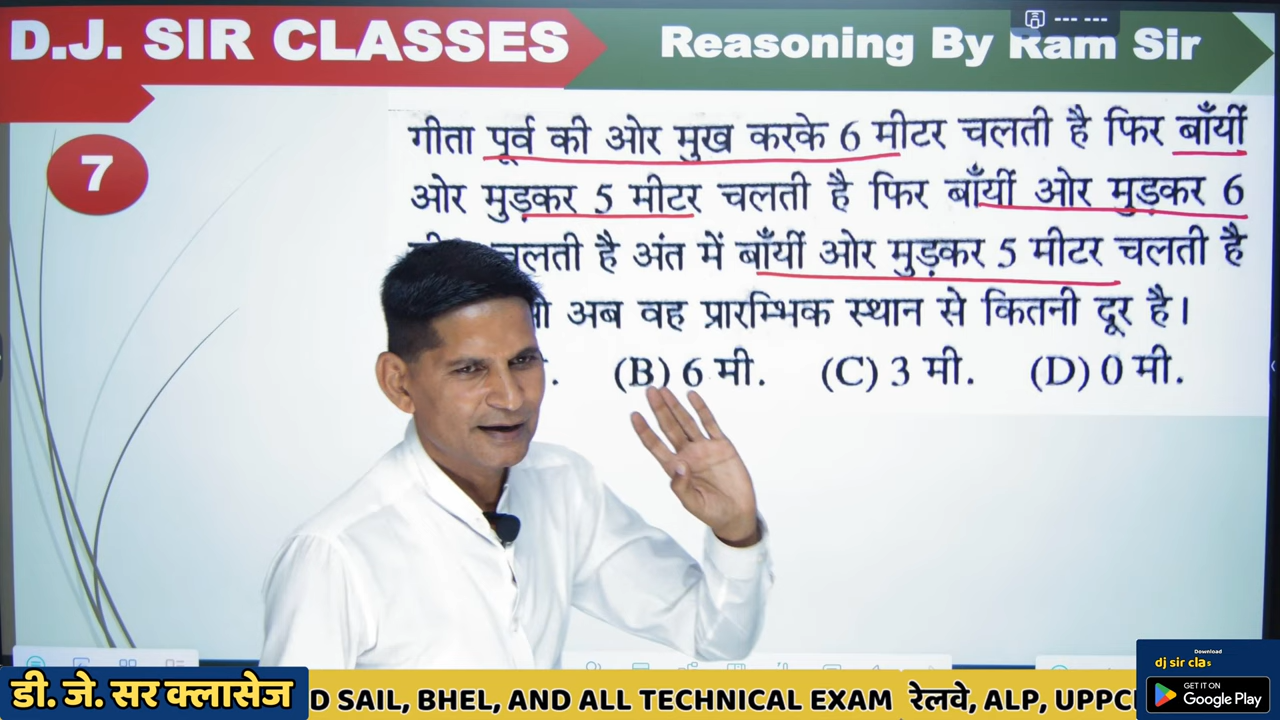 D.J. SIR CLASSES
Reasoning By Ram Sir
7
गीता पूर्व की ओर मुख करके 6 मीटर चलती है फिर बाँयीं
ओर मुड़कर 5 मीटर चलती है फिर बाँयीं ओर मुड़कर 6
चलती है अंत में बाँयीं ओर मुड़कर 5 मीटर चलती है
अब वह प्रारम्भिक स्थान से कितनी दूर है।
(B) 6 मी. (C) 3 मी. (D) 0 मी.
डी. जे. सर क्लासेज
D SAIL, BHEL, AND ALL TECHNICAL EXAM रेलवे, ALP, UPPC
Download
dj sir clas
GET IT ON
Google Play